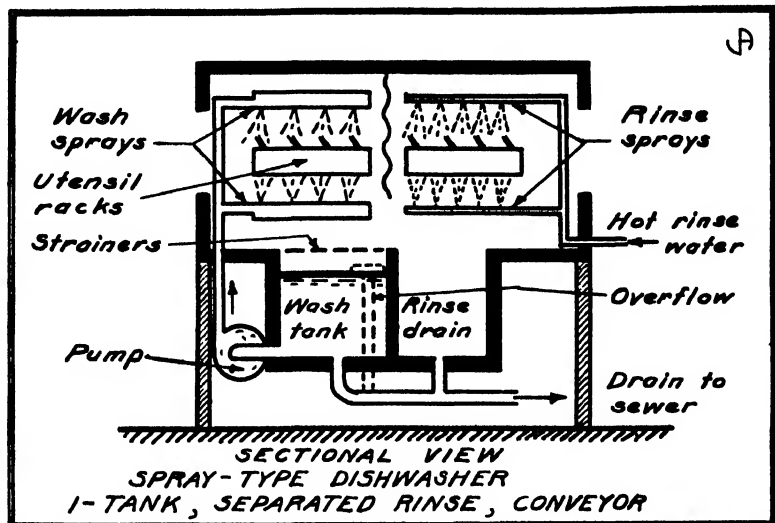 Wash
sprays
Rinse
sprays
Utensil
racks
Strainers
Hot rinse
water
Wash
tank
Rinse
drain
Overflow
Pump
Drain to
sewer
SECTIONAL VIEW
SPRAY-TYPE DISHWASHER
1-TANK, SEPARATED RINSE, CONVEYOR